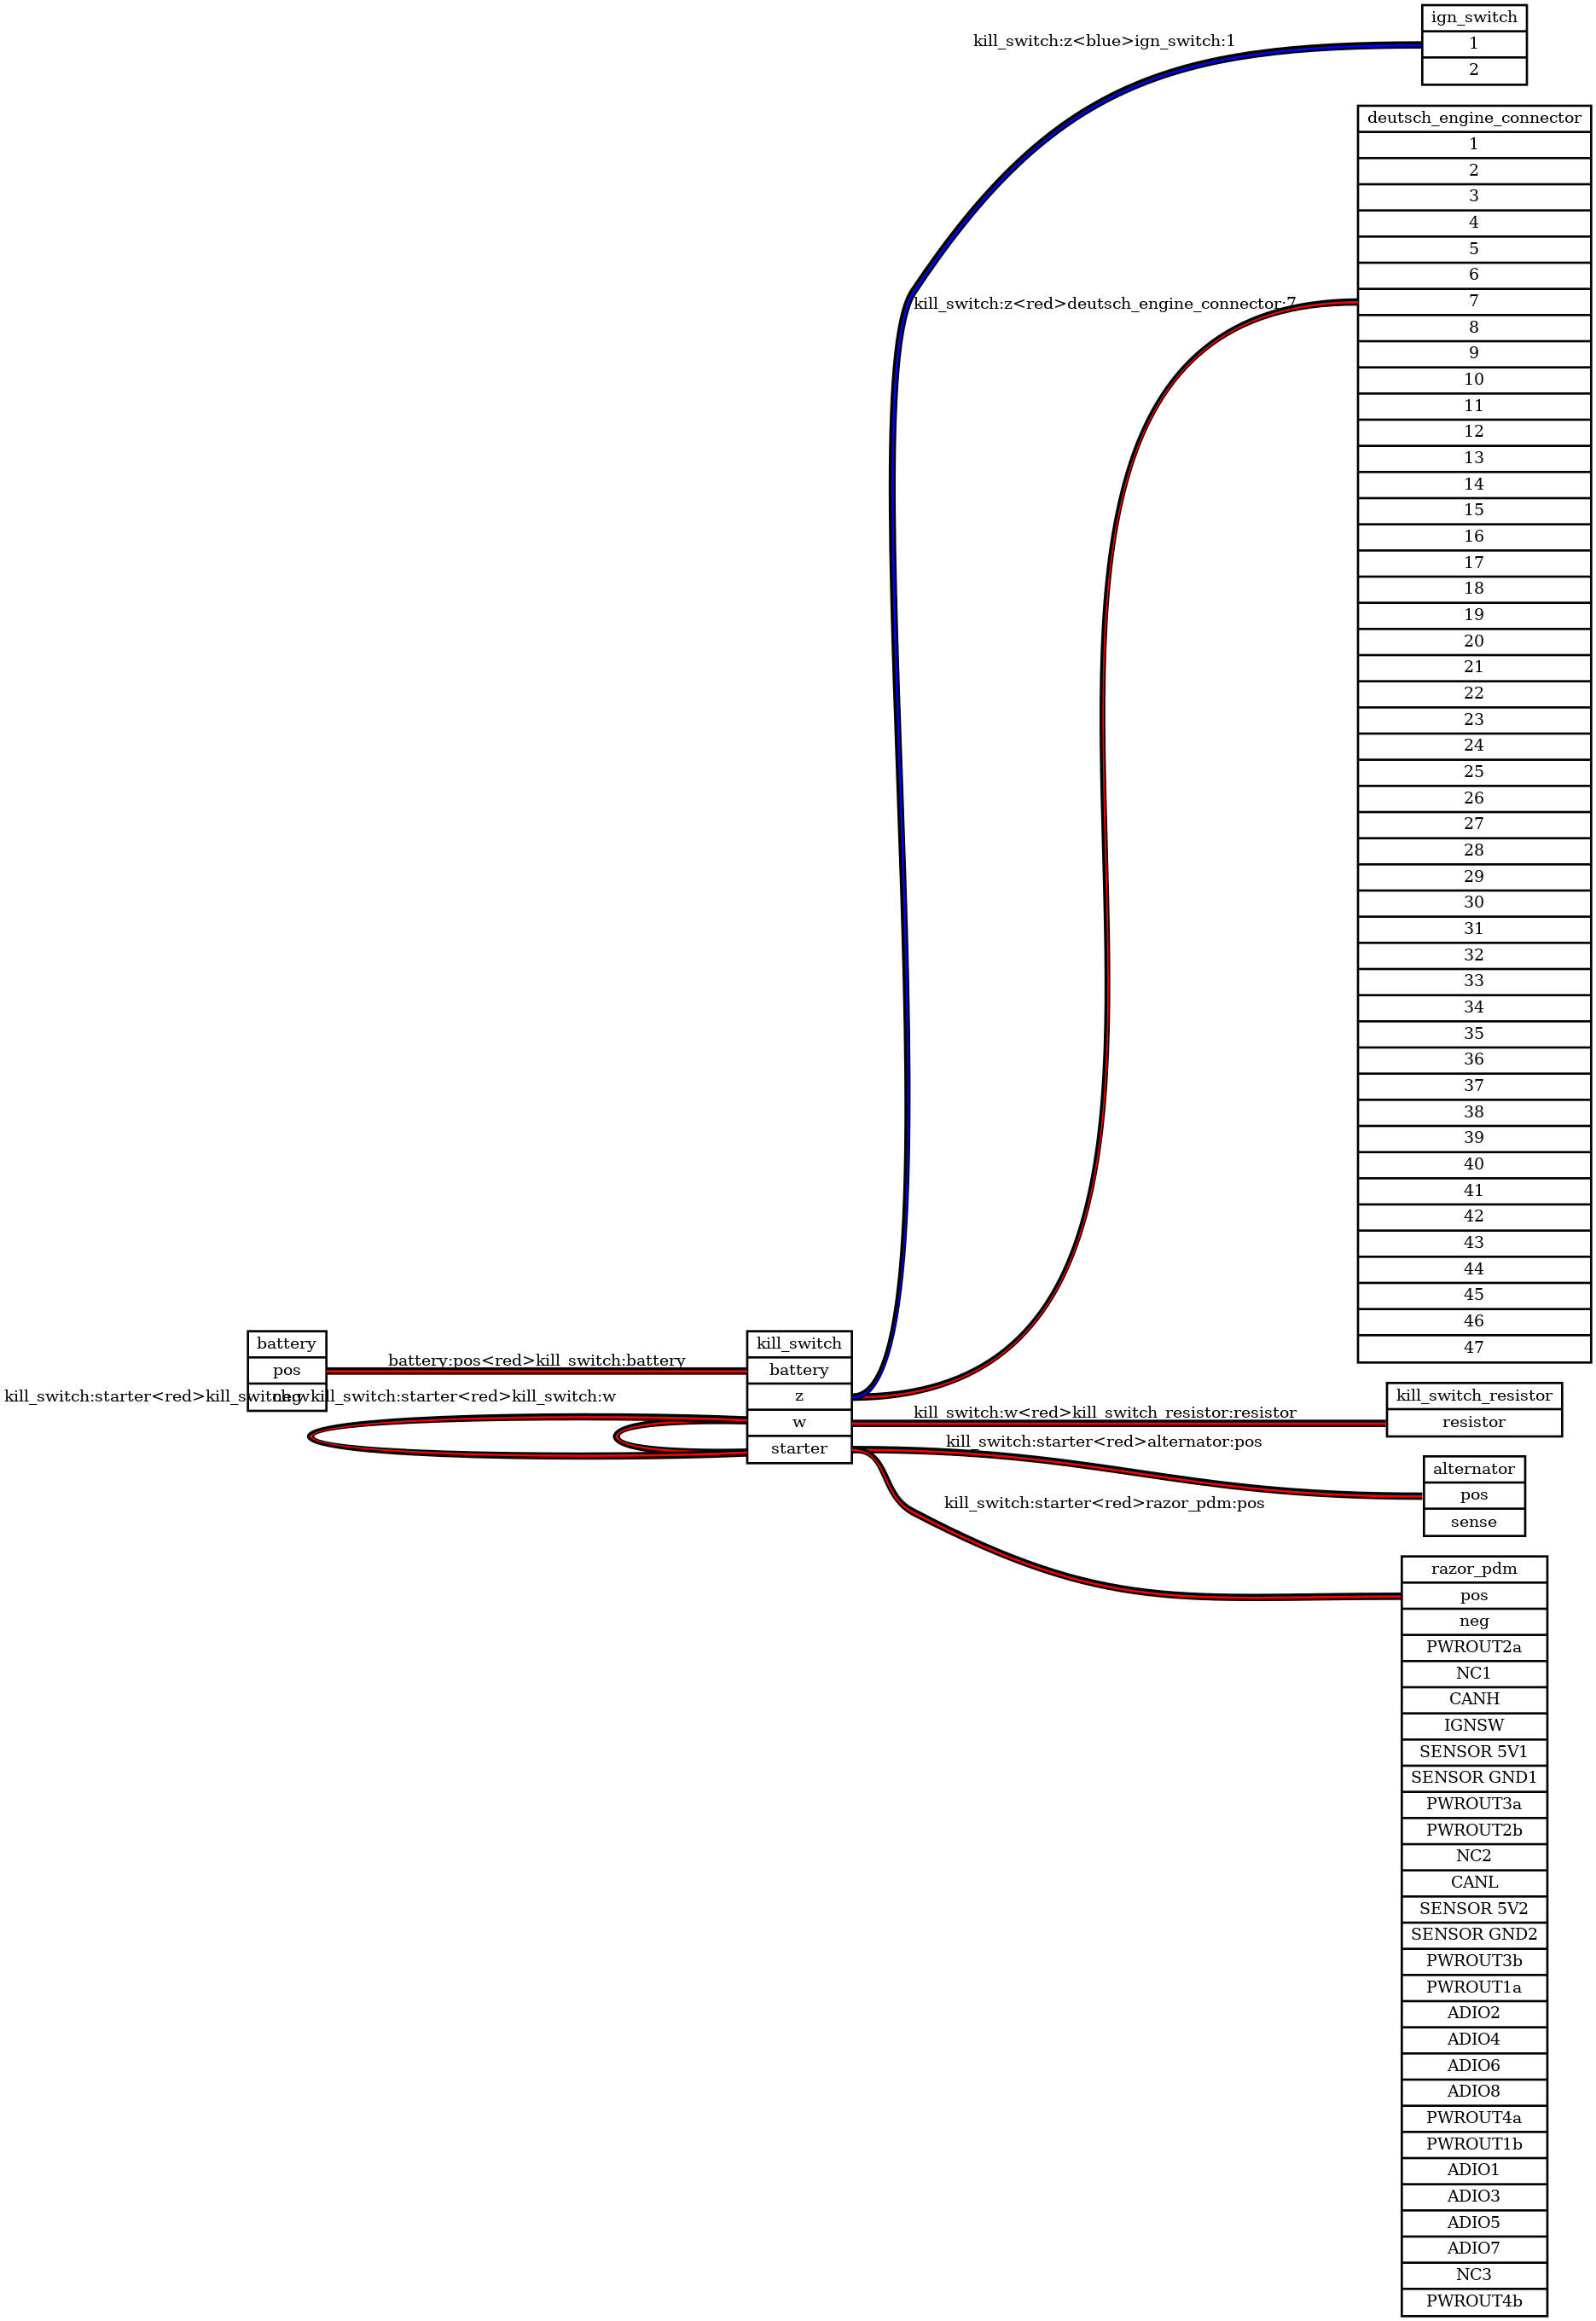 ign_switch
1
2
kill_switch:z<blue>ign_switch:1
deutsch_engine_connector
1
2
3
4
5
6
7
8
9
10
11
12
13
14
15
16
17
18
19
20
21
22
23
24
25
26
27
28
29
30
31
32
33
34
35
36
37
38
39
40
41
42
43
44
45
46
47
kill_switch:z<red>deutsch_engine_connector:7
battery
pos
neg
battery:pos<red>kill_switch:battery
kill_switch:starter<red>kill_switch:w
kill_switch:starter<red>kill_switch:w
kill_switch
battery
z
w
starter
kill_switch:w<red>kill_switch_resistor:resistor
kill_switch:starter<red>alternator:pos
kill_switch:starter<red>razor_pdm:pos
kill_switch_resistor
resistor
alternator
pos
sense
razor_pdm
pos
neg
PWROUT2a
NC1
CANH
IGNSW
SENSOR 5V1
SENSOR GND1
PWROUT3a
PWROUT2b
NC2
CANL
SENSOR 5V2
SENSOR GND2
PWROUT3b
PWROUT1a
ADIO2
ADIO4
ADIO6
ADIO8
PWROUT4a
PWROUT1b
ADIO1
ADIO3
ADIO5
ADIO7
NC3
PWROUT4b